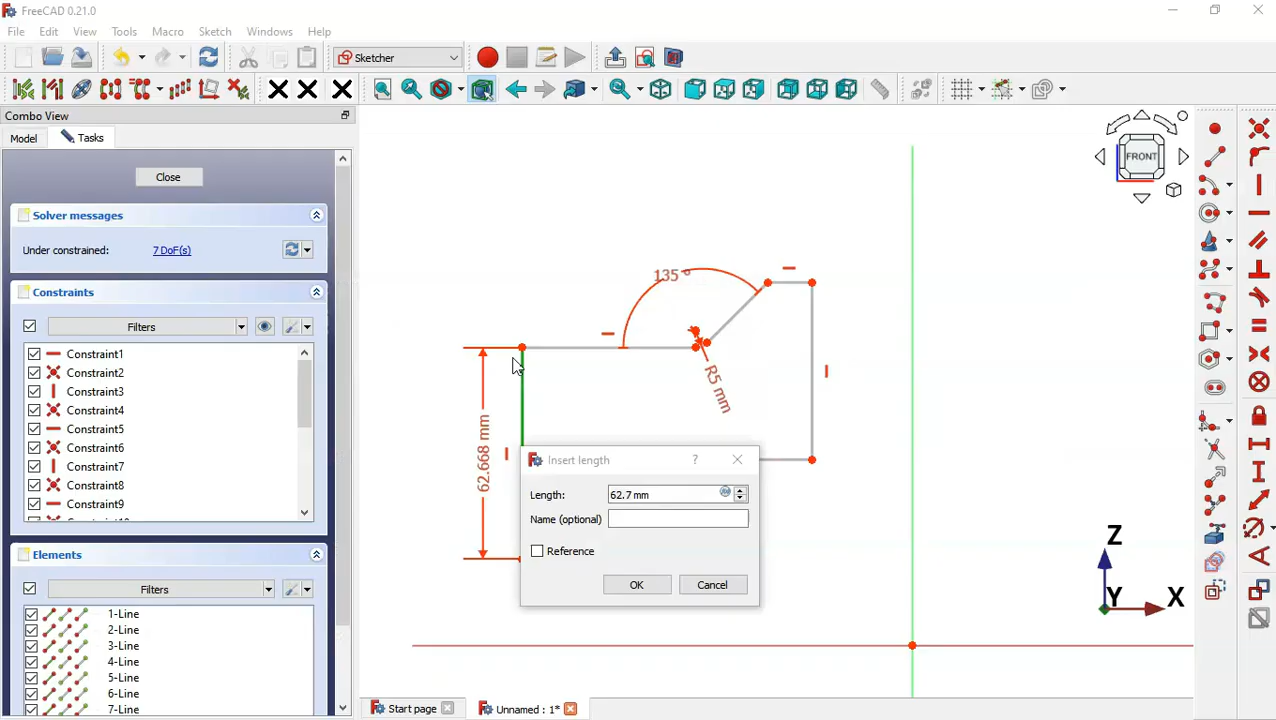 FreeCAD 0.21.0
File Edit View Tools Macro Sketch Windows Help
Sketcher
Combo View
Model Tasks
Close
Solver messages
Under constrained: 7 DoF(s)
Constraints
Filters
Constraint1
Constraint2
Constraint3
Constraint4
Constraint5
Constraint6
Constraint7
Constraint8
Constraint9
Elements
Filters
1-Line
2-Line
3-Line
4-Line
5-Line
6-Line
7-Line
FRONT
135 °
R5 mm
62.668 mm
Insert length
?
Length: 62.7 mm
Name (optional)
Reference
OK Cancel
Z
Y X
Start page Unnamed : 1*